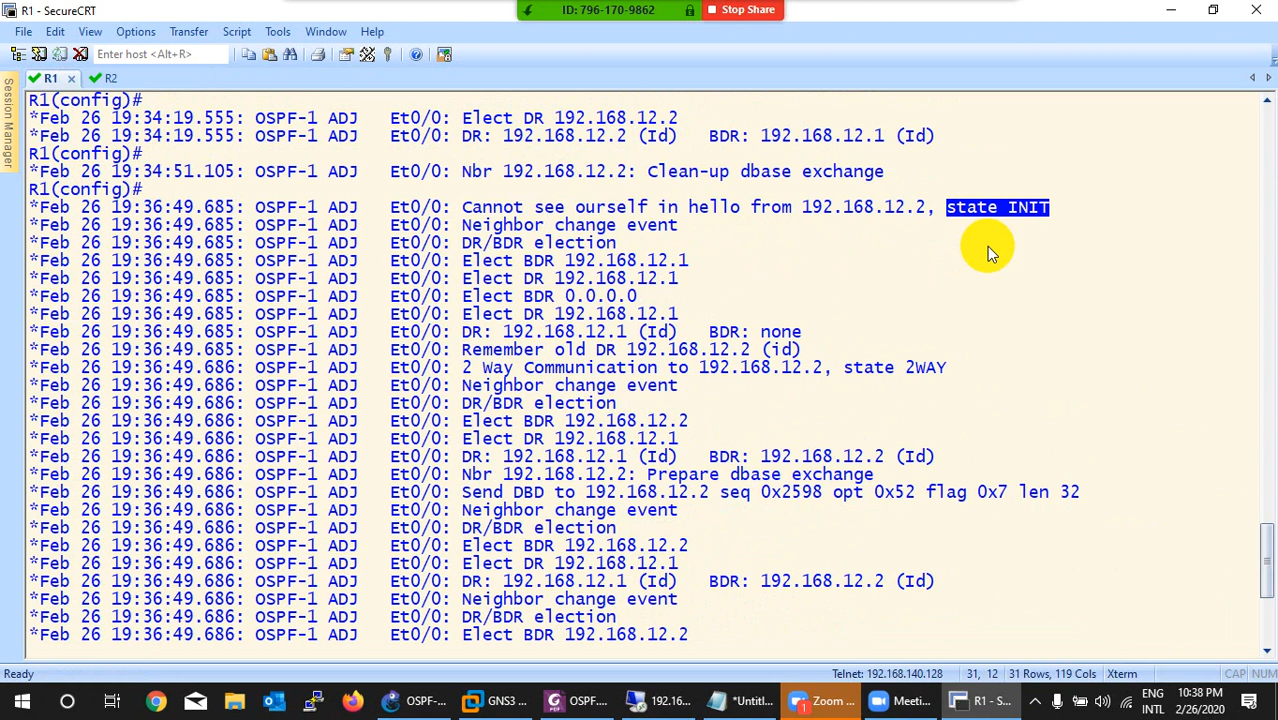 R1 - SecureCRT
ID: 796-170-9862
Stop Share
File Edit View Options Transfer Script Tools Window Help
Enter host <Alt+R>
R1
R2
Session Manager
R1(config)#
*Feb 26 19:34:19.555: OSPF-1 ADJ   Et0/0: Elect DR 192.168.12.2
*Feb 26 19:34:19.555: OSPF-1 ADJ   Et0/0: DR: 192.168.12.2 (Id)   BDR: 192.168.12.1 (Id)
R1(config)#
*Feb 26 19:34:51.105: OSPF-1 ADJ   Et0/0: Nbr 192.168.12.2: Clean-up dbase exchange
R1(config)#
*Feb 26 19:36:49.685: OSPF-1 ADJ   Et0/0: Cannot see ourself in hello from 192.168.12.2, state INIT
*Feb 26 19:36:49.685: OSPF-1 ADJ   Et0/0: Neighbor change event
*Feb 26 19:36:49.685: OSPF-1 ADJ   Et0/0: DR/BDR election
*Feb 26 19:36:49.685: OSPF-1 ADJ   Et0/0: Elect BDR 192.168.12.1
*Feb 26 19:36:49.685: OSPF-1 ADJ   Et0/0: Elect DR 192.168.12.1
*Feb 26 19:36:49.685: OSPF-1 ADJ   Et0/0: Elect BDR 0.0.0.0
*Feb 26 19:36:49.685: OSPF-1 ADJ   Et0/0: Elect DR 192.168.12.1
*Feb 26 19:36:49.685: OSPF-1 ADJ   Et0/0: DR: 192.168.12.1 (Id)   BDR: none
*Feb 26 19:36:49.685: OSPF-1 ADJ   Et0/0: Remember old DR 192.168.12.2 (id)
*Feb 26 19:36:49.685: OSPF-1 ADJ   Et0/0: 2 Way Communication to 192.168.12.2, state 2WAY
*Feb 26 19:36:49.685: OSPF-1 ADJ   Et0/0: Neighbor change event
*Feb 26 19:36:49.686: OSPF-1 ADJ   Et0/0: DR/BDR election
*Feb 26 19:36:49.686: OSPF-1 ADJ   Et0/0: Elect BDR 192.168.12.2
*Feb 26 19:36:49.686: OSPF-1 ADJ   Et0/0: Elect DR 192.168.12.1
*Feb 26 19:36:49.686: OSPF-1 ADJ   Et0/0: DR: 192.168.12.1 (Id)   BDR: 192.168.12.2 (Id)
*Feb 26 19:36:49.686: OSPF-1 ADJ   Et0/0: Nbr 192.168.12.2: Prepare dbase exchange
*Feb 26 19:36:49.686: OSPF-1 ADJ   Et0/0: Send DBD to 192.168.12.2 seq 0x2598 opt 0x52 flag 0x7 len 32
*Feb 26 19:36:49.686: OSPF-1 ADJ   Et0/0: Neighbor change event
*Feb 26 19:36:49.686: OSPF-1 ADJ   Et0/0: DR/BDR election
*Feb 26 19:36:49.686: OSPF-1 ADJ   Et0/0: Elect BDR 192.168.12.2
*Feb 26 19:36:49.686: OSPF-1 ADJ   Et0/0: Elect DR 192.168.12.1
*Feb 26 19:36:49.686: OSPF-1 ADJ   Et0/0: DR: 192.168.12.1 (Id)   BDR: 192.168.12.2 (Id)
*Feb 26 19:36:49.686: OSPF-1 ADJ   Et0/0: Neighbor change event
*Feb 26 19:36:49.686: OSPF-1 ADJ   Et0/0: DR/BDR election
*Feb 26 19:36:49.686: OSPF-1 ADJ   Et0/0: Elect BDR 192.168.12.2
Ready Telnet: 192.168.140.128 31, 12 31 Rows, 119 Cols Xterm CAP NUM
OSPF-... GNS3 ... OSPF... 192.16... *Untitl... Zoom ... Meeti... R1 - S...
1
ENG
INTL
10:38 PM
2/26/2020